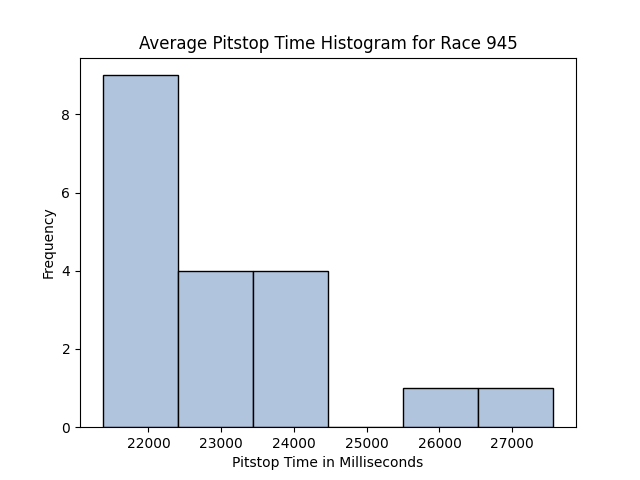 Average Pitstop Time Histogram for Race 945
8
6
4
2
0
Frequency
22000 23000 24000 25000 26000 27000
Pitstop Time in Milliseconds